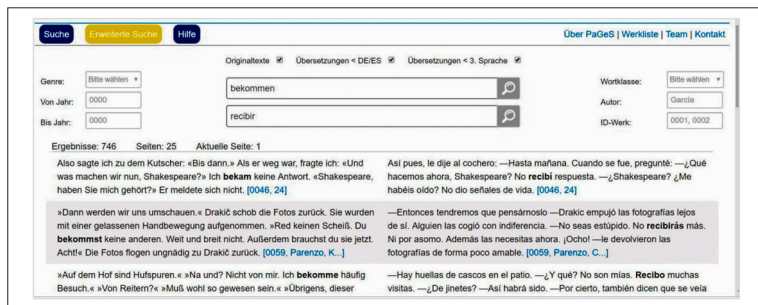 Suche Erweiterte Suche Hilfe Über PaGeS | Werkliste | Team | Kontakt
Originaltexte Übersetzungen < DE/ES Übersetzungen < 3. Sprache
Genre: Bitte wählen bekommen Wortklasse: Bitte wählen
Von Jahr: 0000 Autor: García
Bis Jahr: 0000 recibir ID-Werk: 0001, 0002
Ergebnisse: 746 Seiten: 25 Aktuelle Seite: 1
Also sagte ich zu dem Kutscher: «Bis dann.» Als er weg war, fragte ich: «Und
was machen wir nun, Shakespeare?» Ich bekam keine Antwort. «Shakespeare,
haben Sie mich gehört?» Er meldete sich nicht. [0046, 24]
Así pues, le dije al cochero: —Hasta mañana. Cuando se fue, pregunté: —¿Qué
hacemos ahora, Shakespeare? No recibí respuesta. —¿Shakespeare? ¿Me
habéis oído? No dio señales de vida. [0046, 24]
»Dann werden wir uns umschauen.« Drakič schob die Fotos zurück. Sie wurden
mit einer gelassenen Handbewegung aufgenommen. »Red keinen Scheiß. Du
bekommst keine anderen. Weit und breit nicht. Außerdem brauchst du sie jetzt.
Acht!« Die Fotos flogen ungnädig zu Drakič zurück. [0059, Parenzo, K...]
—Entonces tendremos que pensárnoslo —Drakic empujó las fotografías lejos
de sí. Alguien las cogió con indiferencia. —No seas estúpido. No recibirás más.
Ni por asomo. Además las necesitas ahora. ¡Ocho! —le devolvieron las
fotografías de forma poco amable. [0059, Parenzo, C...]
»Auf dem Hof sind Hufspuren.« »Na und? Nicht von mir. Ich bekomme häufig
Besuch.« »Von Reitern?« »Muß wohl so gewesen sein.« »Übrigens, dieser
—Hay huellas de cascos en el patio. —¿Y qué? No son mías. Recibo muchas
visitas. —¿De jinetes? —Así habrá sido. —Por cierto, también dicen que se veía